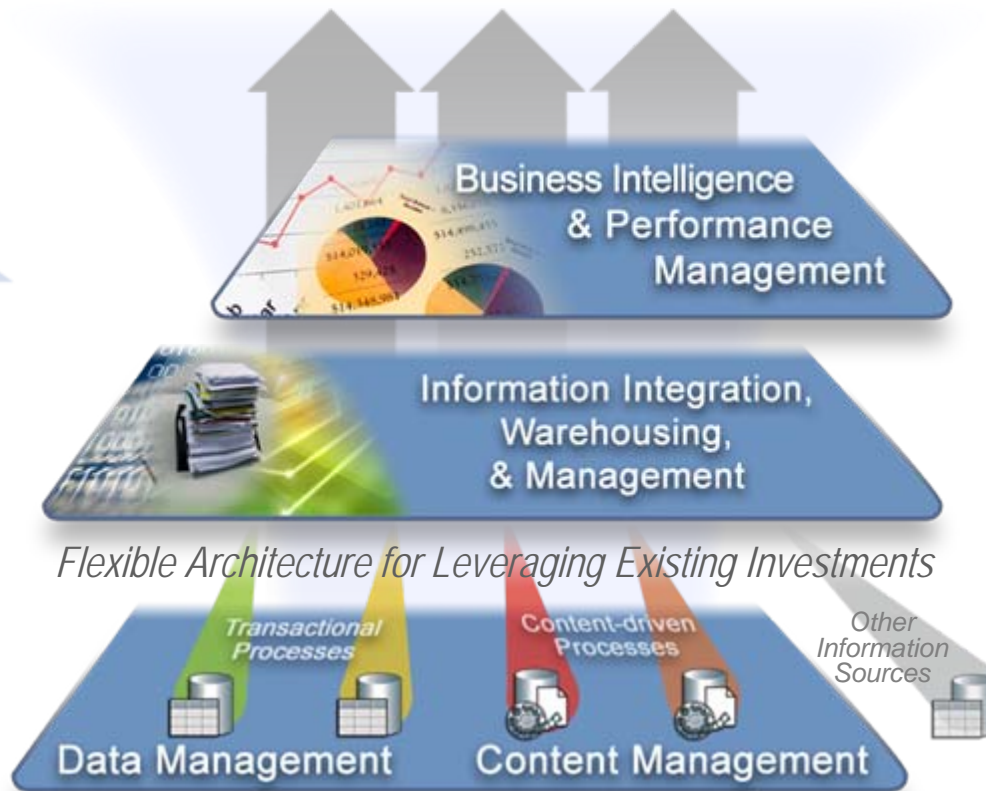 Business Intelligence
& Performance
Management
Information Integration,
Warehousing,
& Management
Flexible Architecture for Leveraging Existing Investments
Transactional
Processes
Content-driven
Processes
Other
Information
Sources
Data Management
Content Management